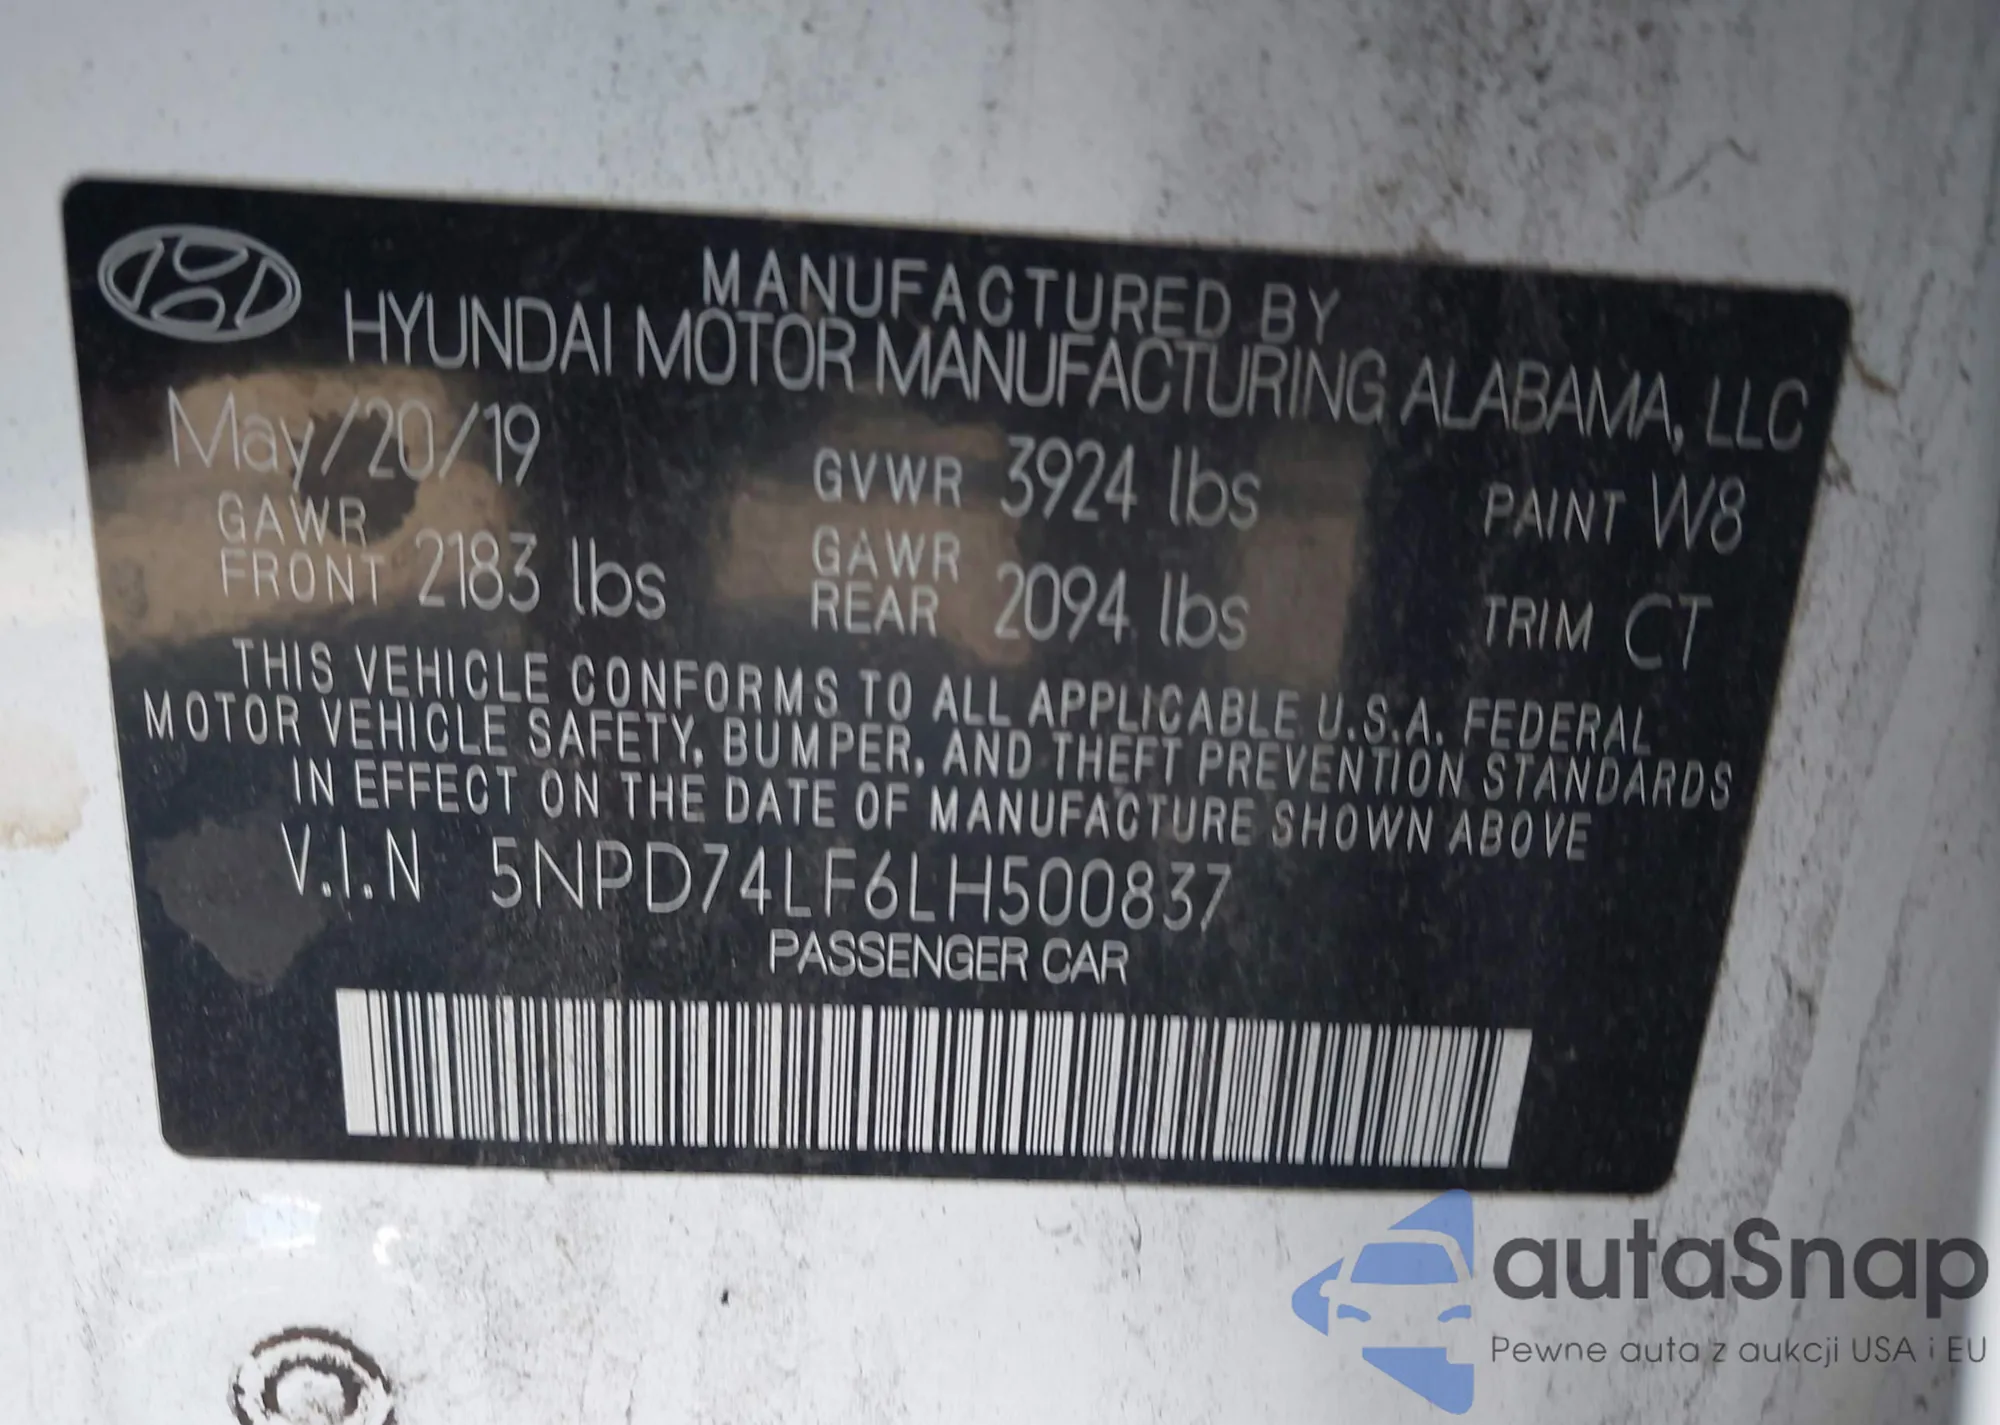 MANUFACTURED BY
HYUNDAI MOTOR MANUFACTURING ALABAMA, LLC
May/20/19 GVWR 3924 lbs PAINT W8
GAWR FRONT 2183 lbs GAWR REAR 2094 lbs TRIM CT
THIS VEHICLE CONFORMS TO ALL APPLICABLE U.S.A. FEDERAL
MOTOR VEHICLE SAFETY, BUMPER, AND THEFT PREVENTION STANDARDS
IN EFFECT ON THE DATE OF MANUFACTURE SHOWN ABOVE
V.I.N 5NPD74LF6LH500837
PASSENGER CAR
autaSnap
Pewne auta z aukcji USA i EU